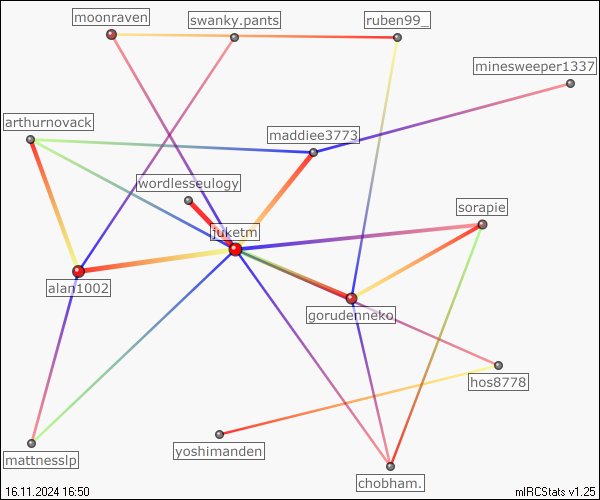 moonraven
swanky.pants
ruben99_
minesweeper1337
arthurnovack
maddiee3773
wordlesseulogy
sorapie
juketm
alan1002
gorudenneko
hos8778
yoshimanden
mattnesslp
chobham.
16.11.2024 16:50
mIRCStats v1.25